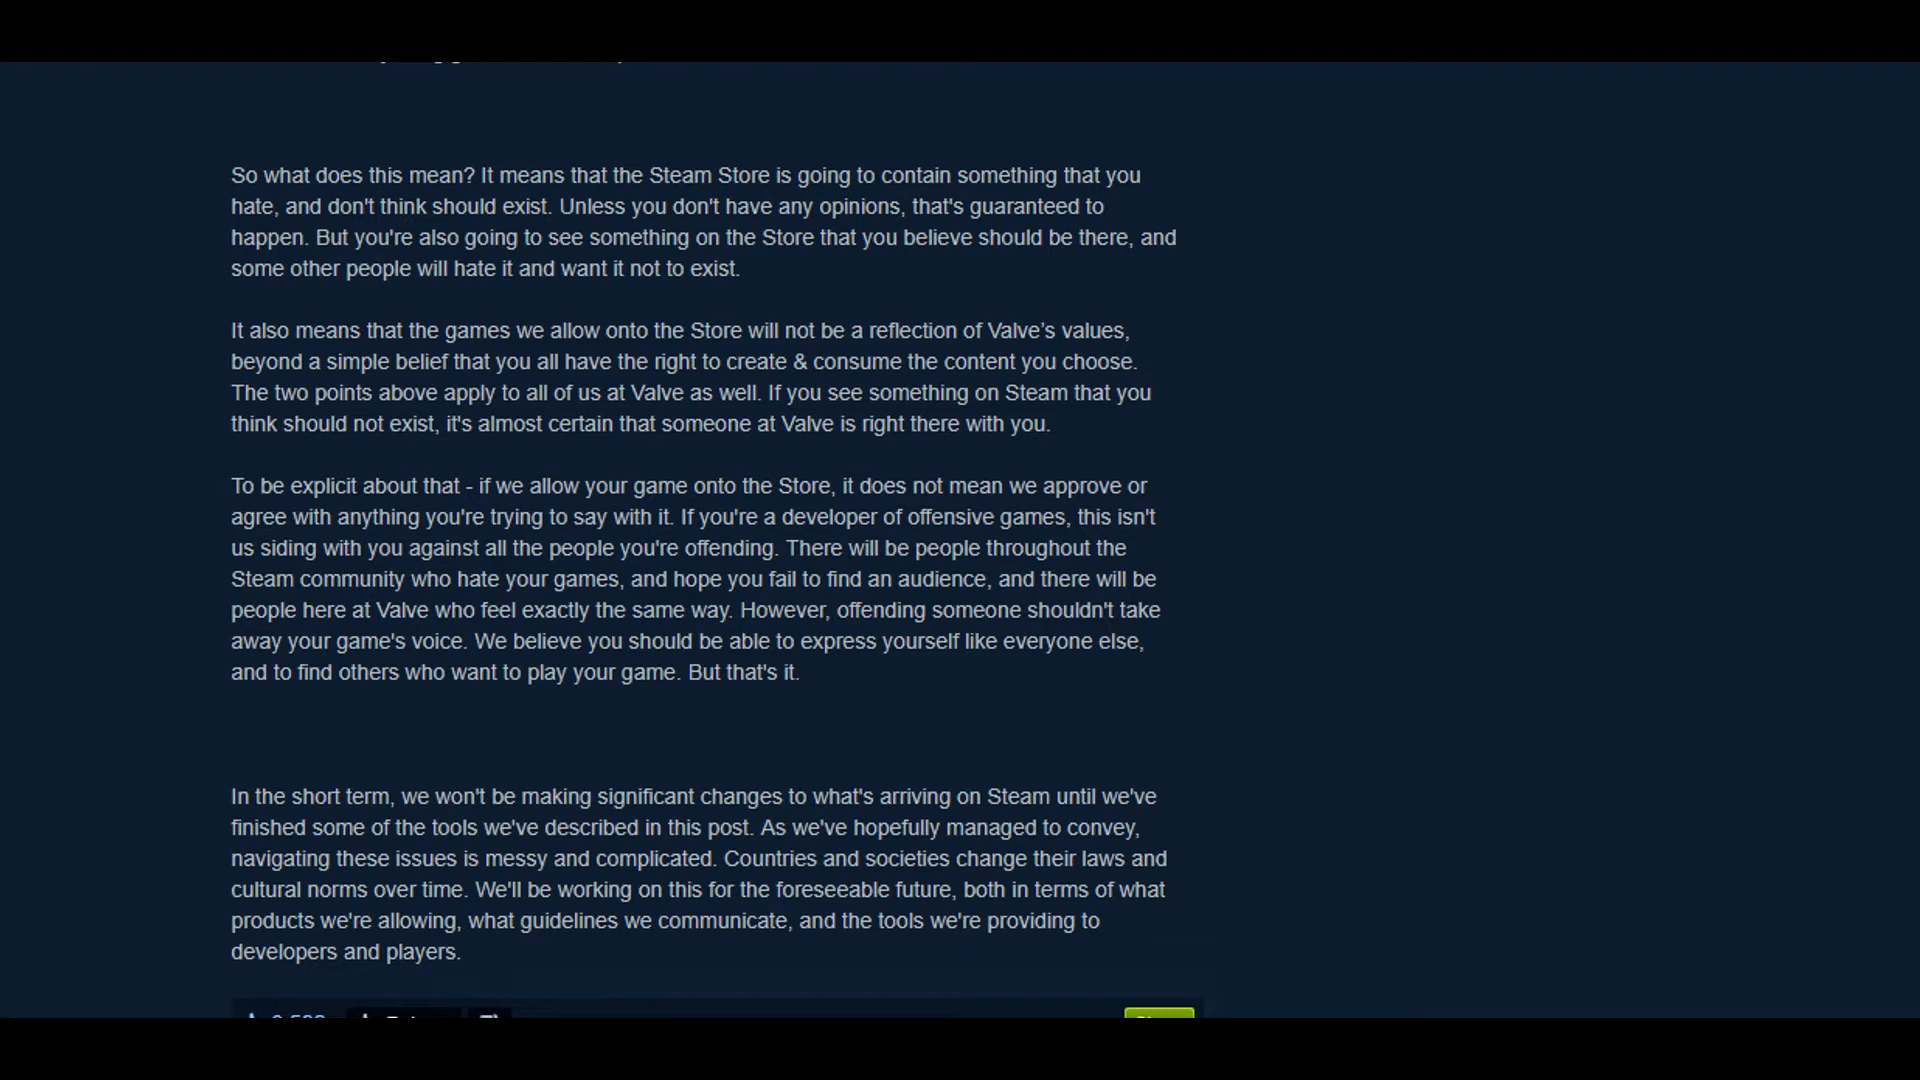 So what does this mean? It means that the Steam Store is going to contain something that you
hate, and don't think should exist. Unless you don't have any opinions, that's guaranteed to
happen. But you're also going to see something on the Store that you believe should be there, and
some other people will hate it and want it not to exist.
It also means that the games we allow onto the Store will not be a reflection of Valve’s values,
beyond a simple belief that you all have the right to create & consume the content you choose.
The two points above apply to all of us at Valve as well. If you see something on Steam that you
think should not exist, it's almost certain that someone at Valve is right there with you.
To be explicit about that - if we allow your game onto the Store, it does not mean we approve or
agree with anything you're trying to say with it. If you're a developer of offensive games, this isn't
us siding with you against all the people you're offending. There will be people throughout the
Steam community who hate your games, and hope you fail to find an audience, and there will be
people here at Valve who feel exactly the same way. However, offending someone shouldn't take
away your game's voice. We believe you should be able to express yourself like everyone else,
and to find others who want to play your game. But that's it.
In the short term, we won't be making significant changes to what's arriving on Steam until we've
finished some of the tools we've described in this post. As we've hopefully managed to convey,
navigating these issues is messy and complicated. Countries and societies change their laws and
cultural norms over time. We'll be working on this for the foreseeable future, both in terms of what
products we're allowing, what guidelines we communicate, and the tools we're providing to
developers and players.